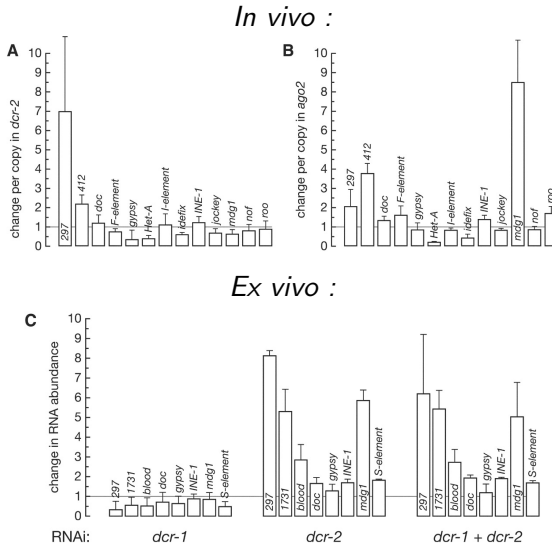 In vivo :
A
change per copy in dcr-2
10
9
8
7
6
5
4
3
2
1
0
297
412
doc
F-element
gypsy
Het-A
I-element
idefix
INE-1
jockey
mdg1
nof
roo
B
change per copy in ago2
10
9
8
7
6
5
4
3
2
1
0
297
412
doc
F-element
gypsy
Het-A
I-element
idefix
INE-1
jockey
mdg1
nof
roo
Ex vivo :
C
change in RNA abundance
10
9
8
7
6
5
4
3
2
1
0
297
1731
blood
doc
gypsy
INE-1
mdg1
S-element
297
1731
blood
doc
gypsy
INE-1
mdg1
S-element
297
1731
blood
doc
gypsy
INE-1
mdg1
S-element
RNAi: dcr-1 dcr-2 dcr-1 + dcr-2